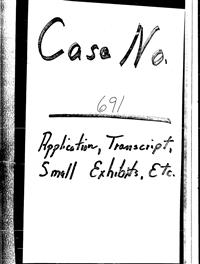 Case No.
691
Application, Transcript,
Small Exhibits, Etc.